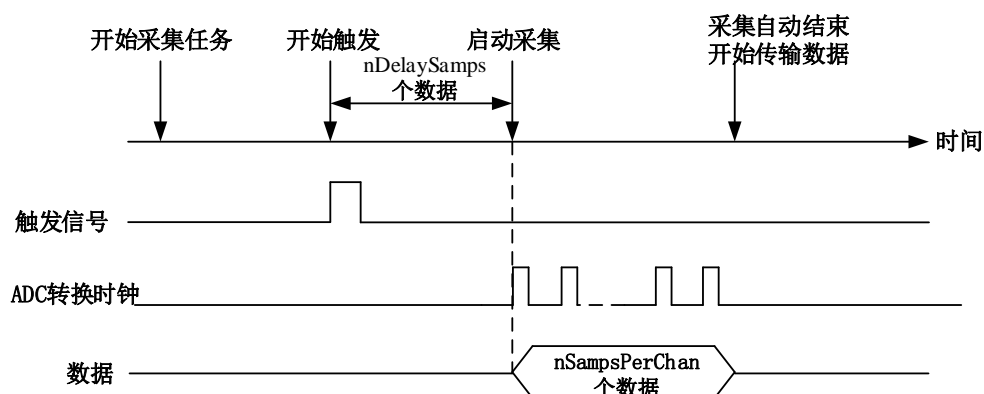 开始采集任务
开始触发
启动采集
采集自动结束
开始传输数据
nDelaySamps
个数据
时间
触发信号
ADC转换时钟
数据
nSampsPerChan
个数据